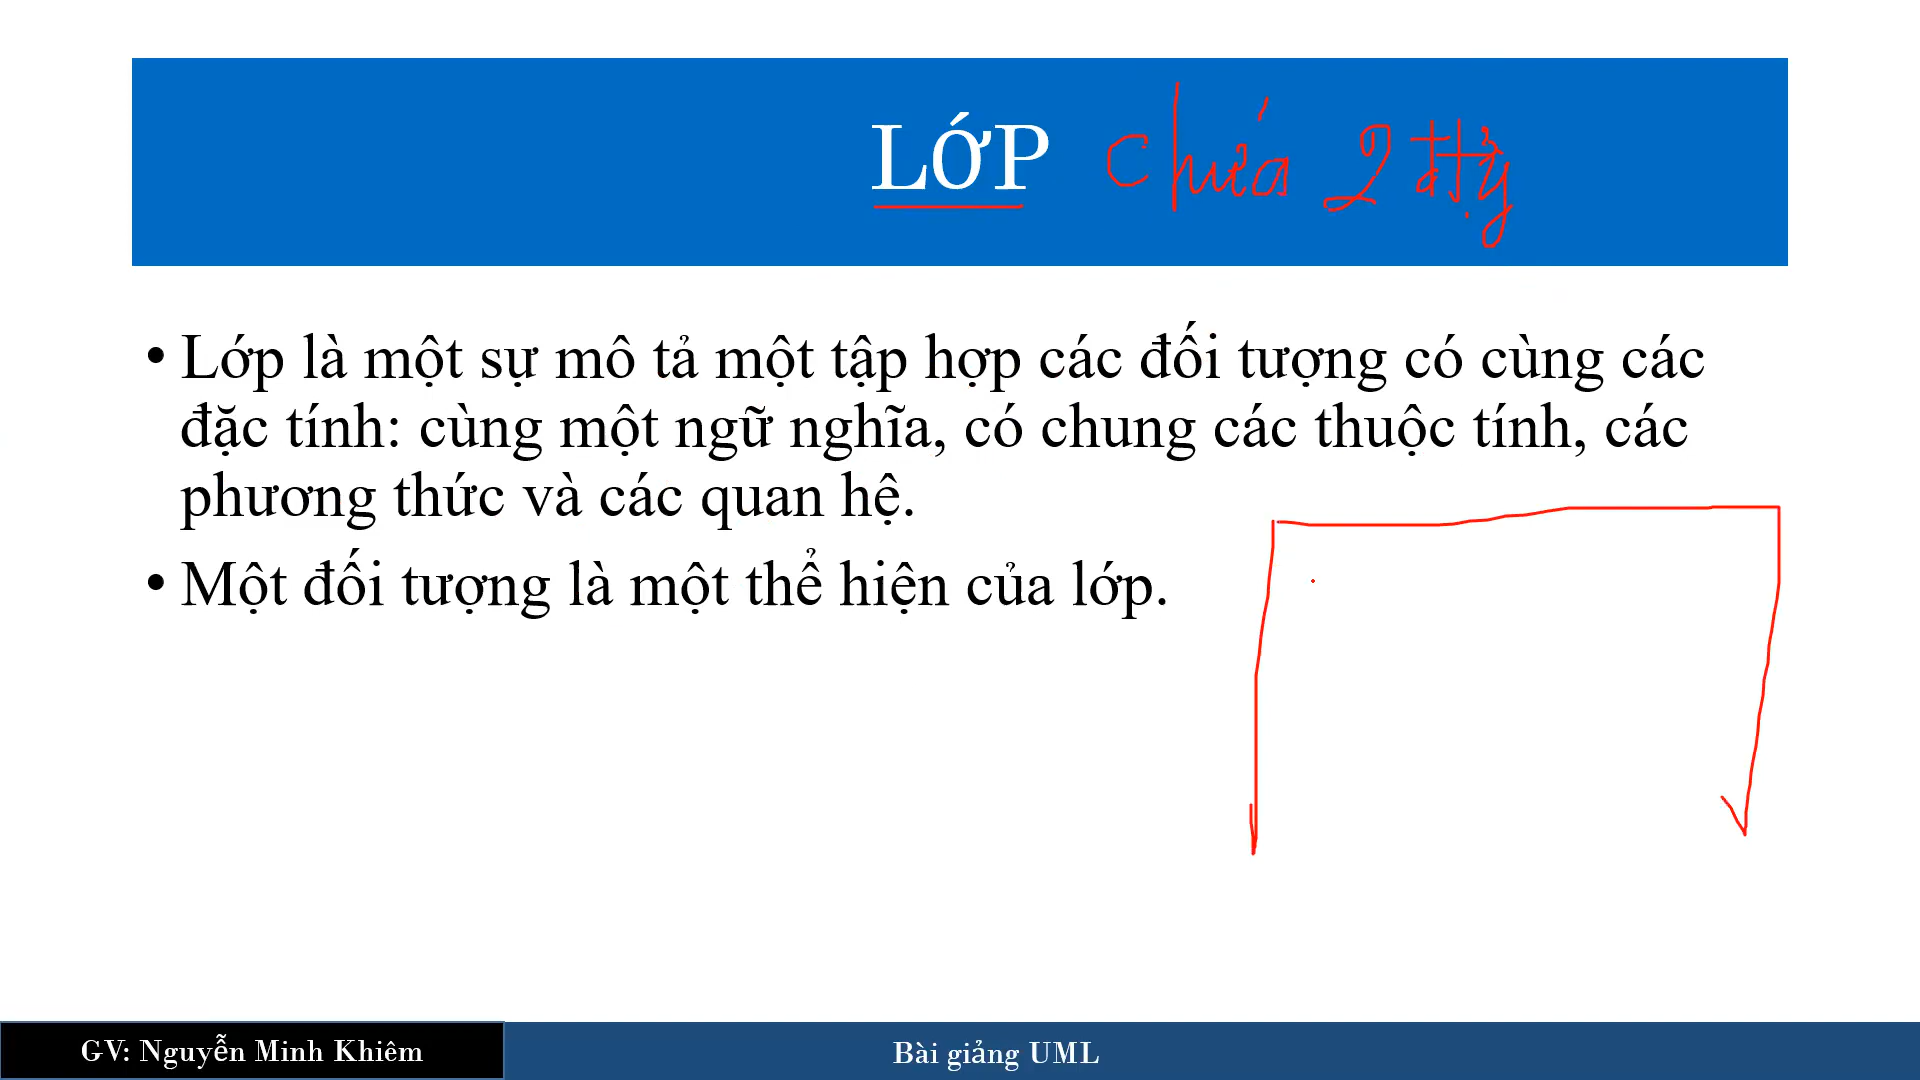 LỚP chứa 2
• Lớp là một sự mô tả một tập hợp các đối tượng có cùng các
đặc tính: cùng một ngữ nghĩa, có chung các thuộc tính, các
phương thức và các quan hệ.
• Một đối tượng là một thể hiện của lớp.
GV: Nguyễn Minh Khiêm
Bài giảng UML